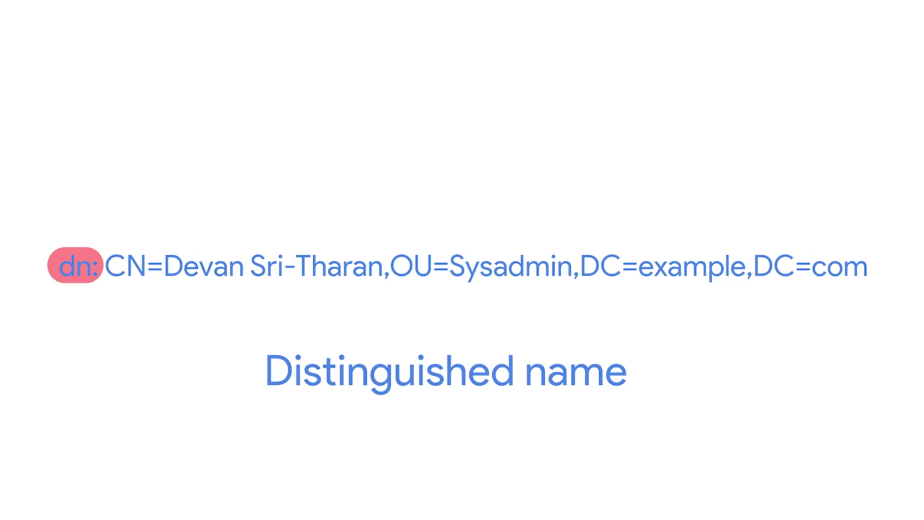 dn: CN=Devan Sri-Tharan,OU=Sysadmin,DC=example,DC=com
Distinguished name